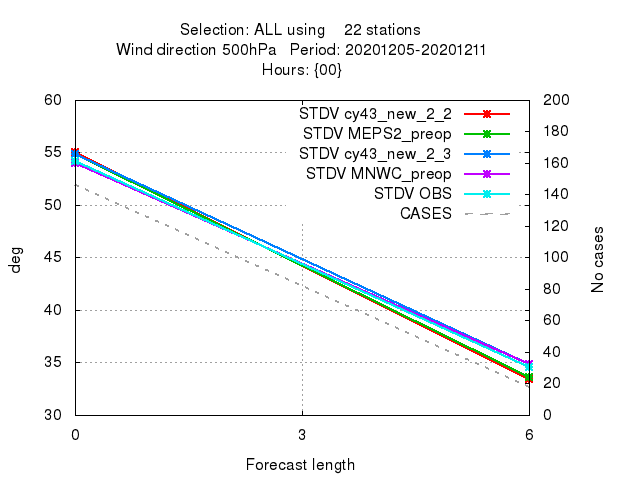 Selection: ALL using 22 stations
Wind direction 500hPa Period: 20201205-20201211
Hours: {00}
60 200
STDV cy43_new_2_2
180
STDV MEPS2_preop
55 160
STDV cy43_new_2_3
STDV MNWC_preop
140
STDV OBS
50
CASES
120
45 100
deg
No cases
80
40
60
35 40
20
30 0
0 3 6
Forecast length